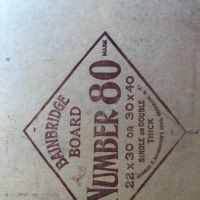 BAINBRIDGE
BOARD
NUMBER 80
22 X 30 OR 30 X 40
SINGLE OR DOUBLE
THICK